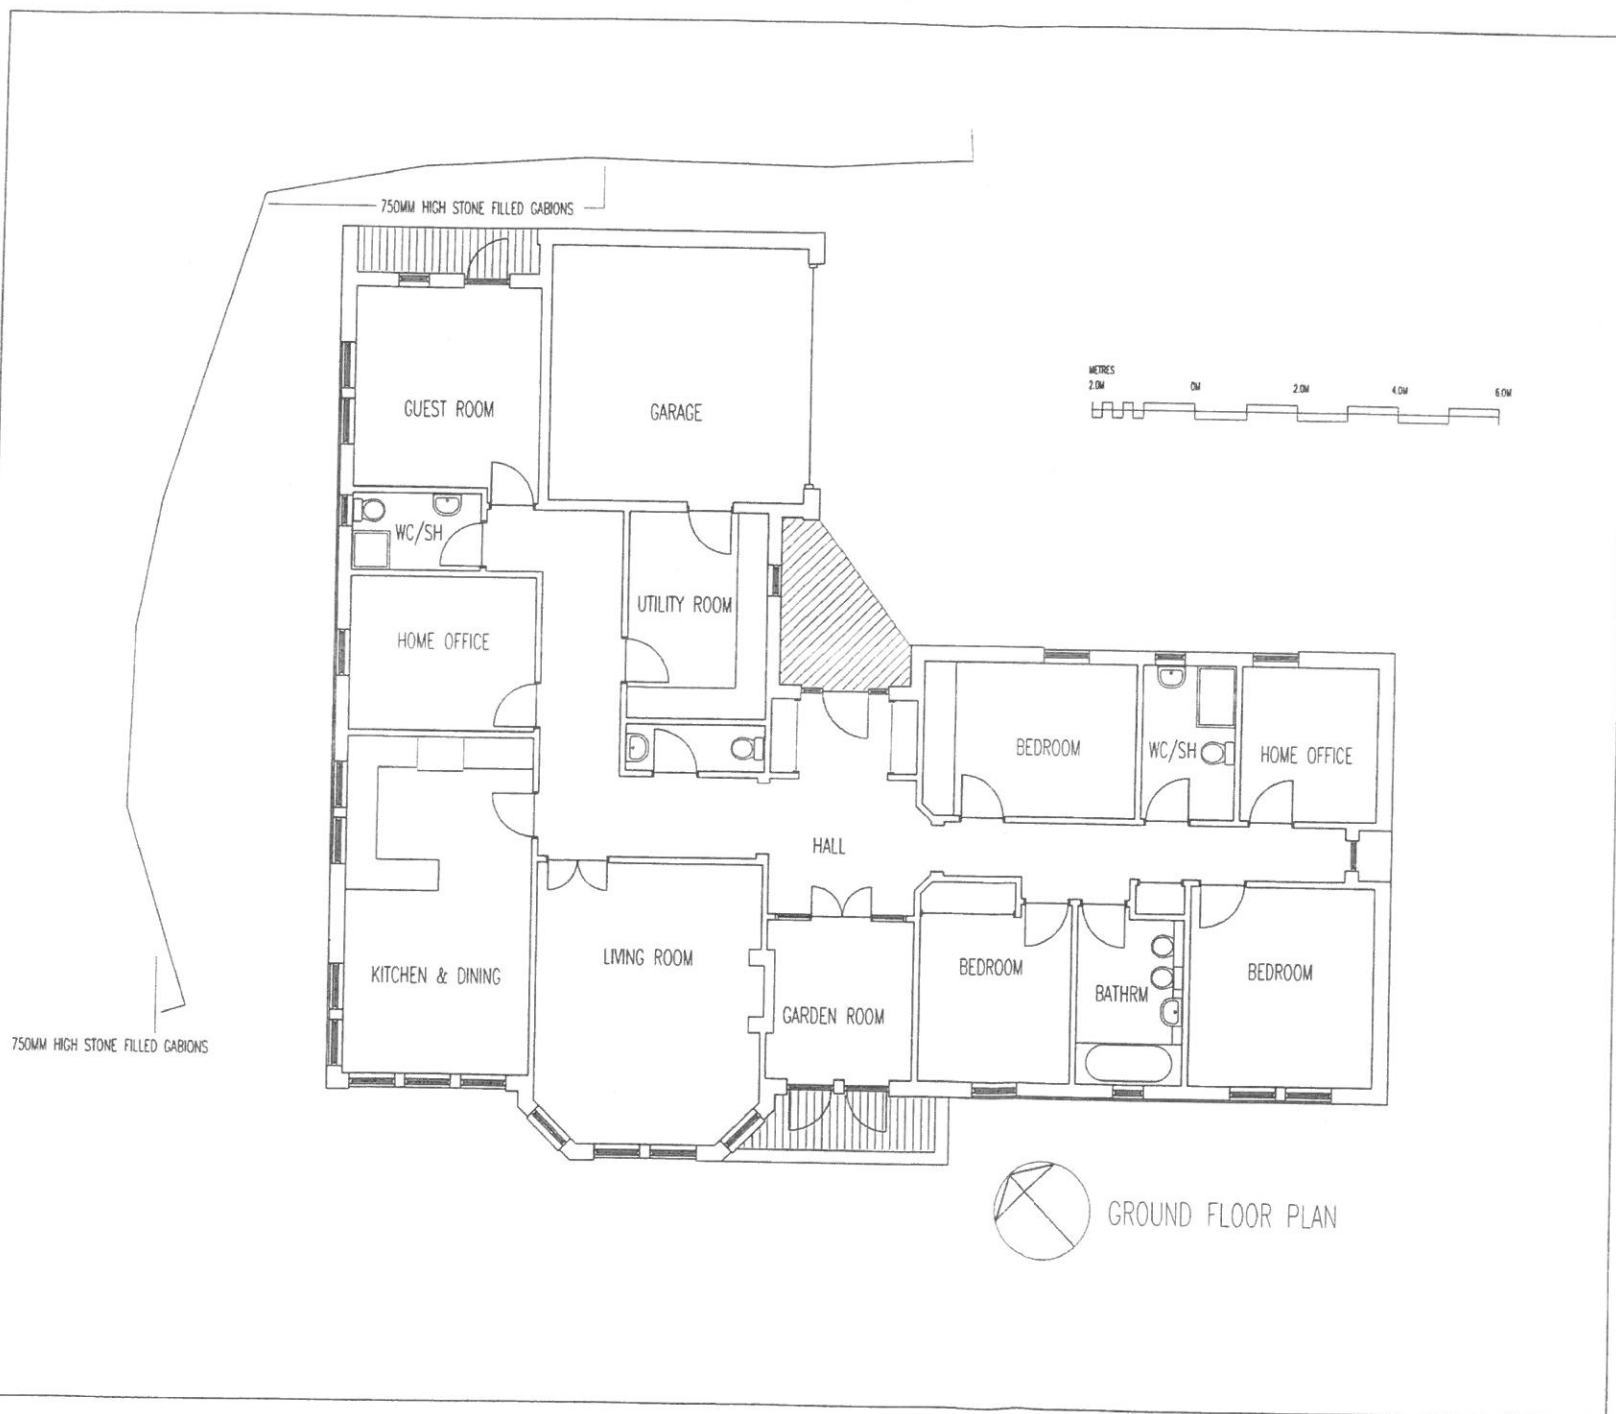 750MM HIGH STONE FILLED GABIONS
METRES
2.0M 0M 2.0M 4.0M 6.0M
GUEST ROOM
GARAGE
WC/SH
UTILITY ROOM
HOME OFFICE
BEDROOM
WC/SH
HOME OFFICE
HALL
LIVING ROOM
KITCHEN & DINING
GARDEN ROOM
BEDROOM
BATHRM
BEDROOM
750MM HIGH STONE FILLED GABIONS
GROUND FLOOR PLAN